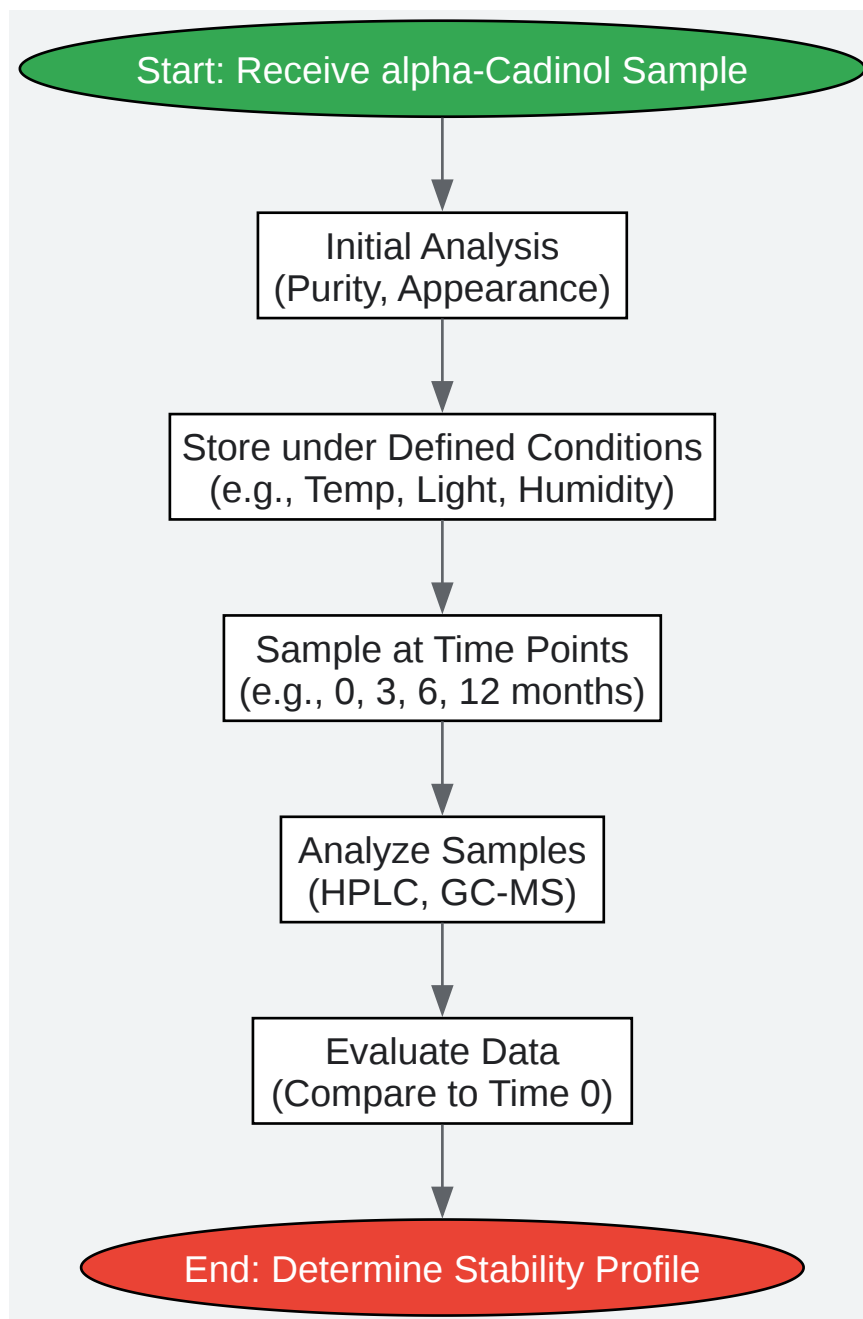 Start: Receive alpha-Cadinol Sample
Initial Analysis
(Purity, Appearance)
Store under Defined Conditions
(e.g., Temp, Light, Humidity)
Sample at Time Points
(e.g., 0, 3, 6, 12 months)
Analyze Samples
(HPLC, GC-MS)
Evaluate Data
(Compare to Time 0)
End: Determine Stability Profile